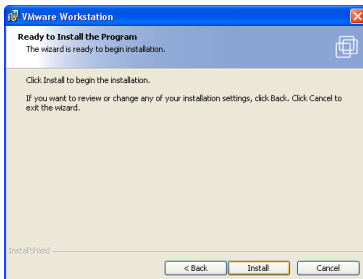 VMware Workstation
Ready to Install the Program
The wizard is ready to begin installation.
Click Install to begin the installation.
If you want to review or change any of your installation settings, click Back. Click Cancel to
exit the wizard.
InstallShield
< Back Install Cancel